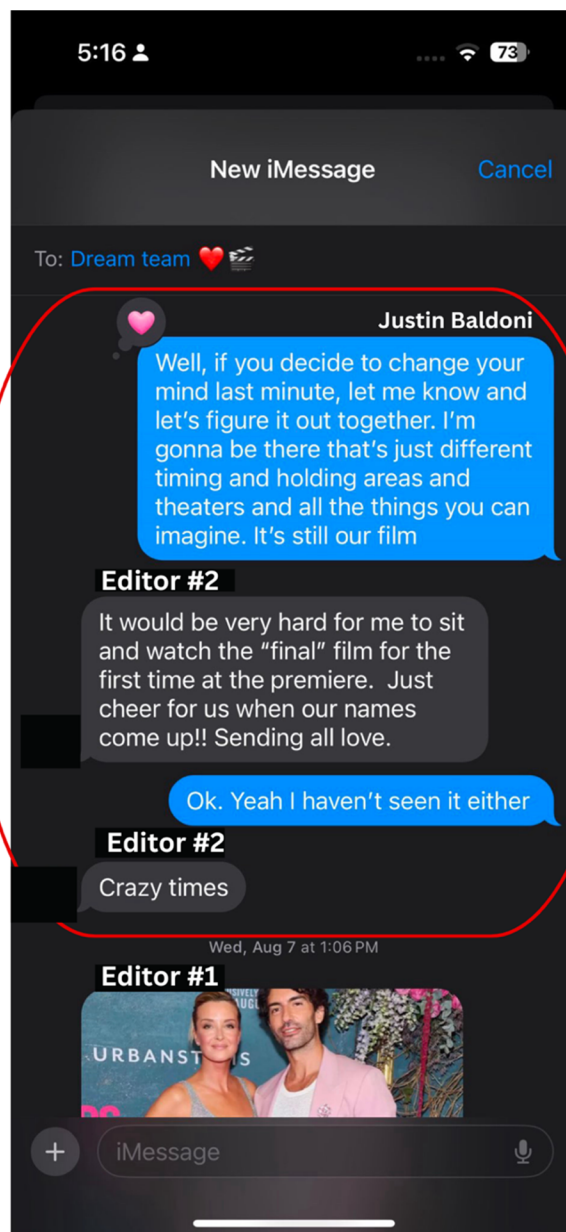 5:16
73
New iMessage
Cancel
To: Dream team ❤️🎬
Justin Baldoni
Well, if you decide to change your
mind last minute, let me know and
let's figure it out together. I'm
gonna be there that's just different
timing and holding areas and
theaters and all the things you can
imagine. It's still our film
Editor #2
It would be very hard for me to sit
and watch the “final” film for the
first time at the premiere.  Just
cheer for us when our names
come up!! Sending all love.
Ok. Yeah I haven't seen it either
Editor #2
Crazy times
Wed, Aug 7 at 1:06 PM
Editor #1
iMessage